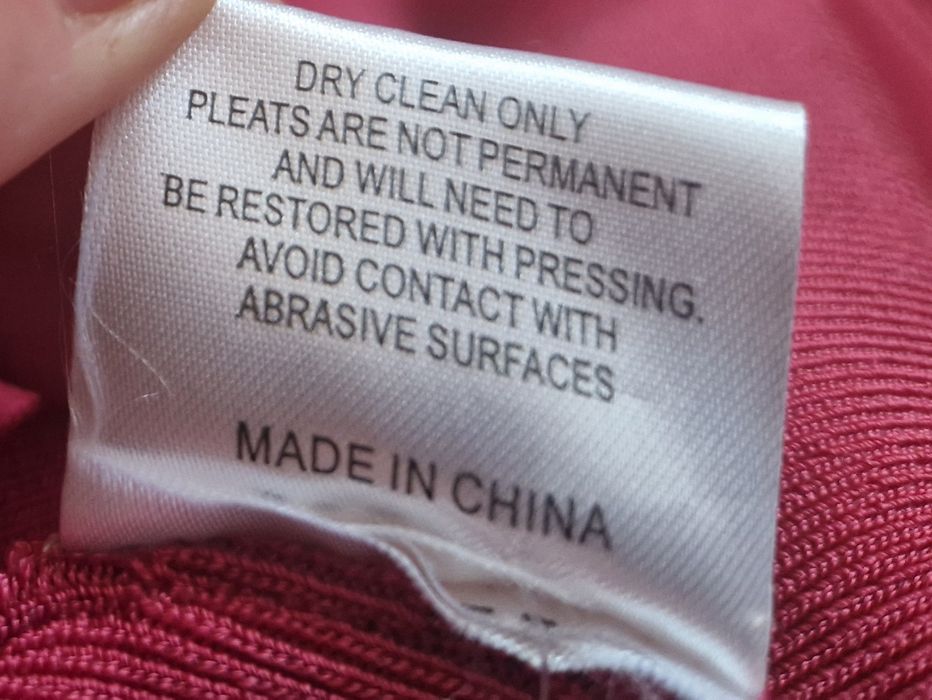 DRY CLEAN ONLY
PLEATS ARE NOT PERMANENT
AND WILL NEED TO
BE RESTORED WITH PRESSING.
AVOID CONTACT WITH
ABRASIVE SURFACES
MADE IN CHINA